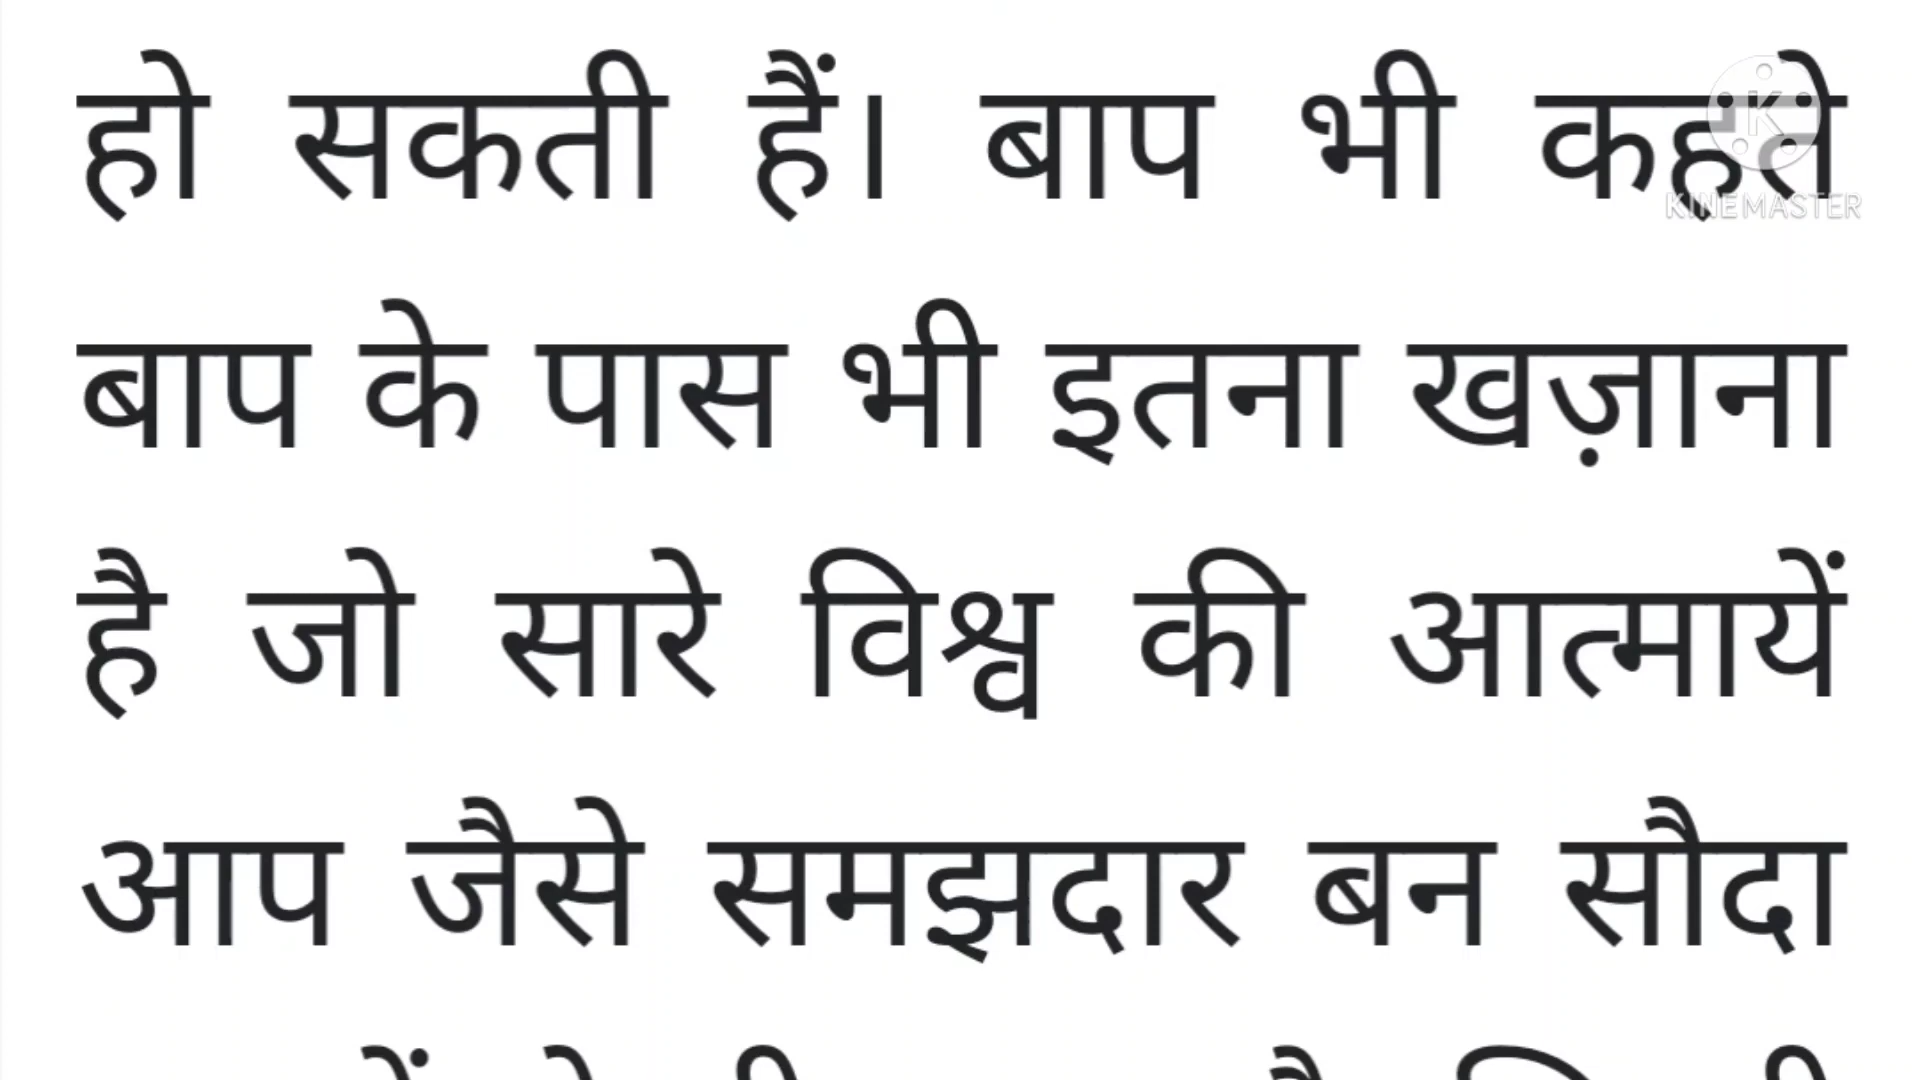 हो सकती हैं। बाप भी कहते
KINEMASTER
बाप के पास भी इतना खज़ाना
है जो सारे विश्व की आत्मायें
आप जैसे समझदार बन सौदा